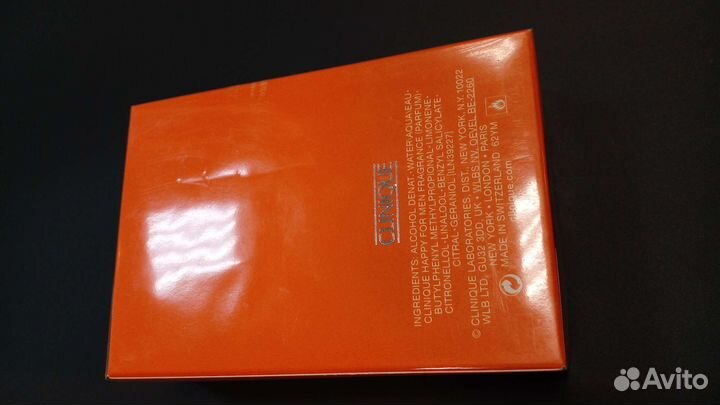 CLINIQUE
INGREDIENTS: ALCOHOL DENAT.·WATER\AQUA\EAU·
CLINIQUE HAPPY FOR MEN FRAGRANCE (PARFUM)·
BUTYLPHENYL METHYLPROPIONAL·LIMONENE·
CITRONELLOL·LINALOOL·BENZYL SALICYLATE·
CITRAL·GERANIOL [ILN39227]
© CLINIQUE LABORATORIES, DIST. NEW YORK, N.Y. 10022
WLB LTD, GU32 3DD, UK • WLBS, NV, OEVEL BE-2260
NEW YORK • LONDON • PARIS
MADE IN SWITZERLAND 62YM
clinique.com
Avito